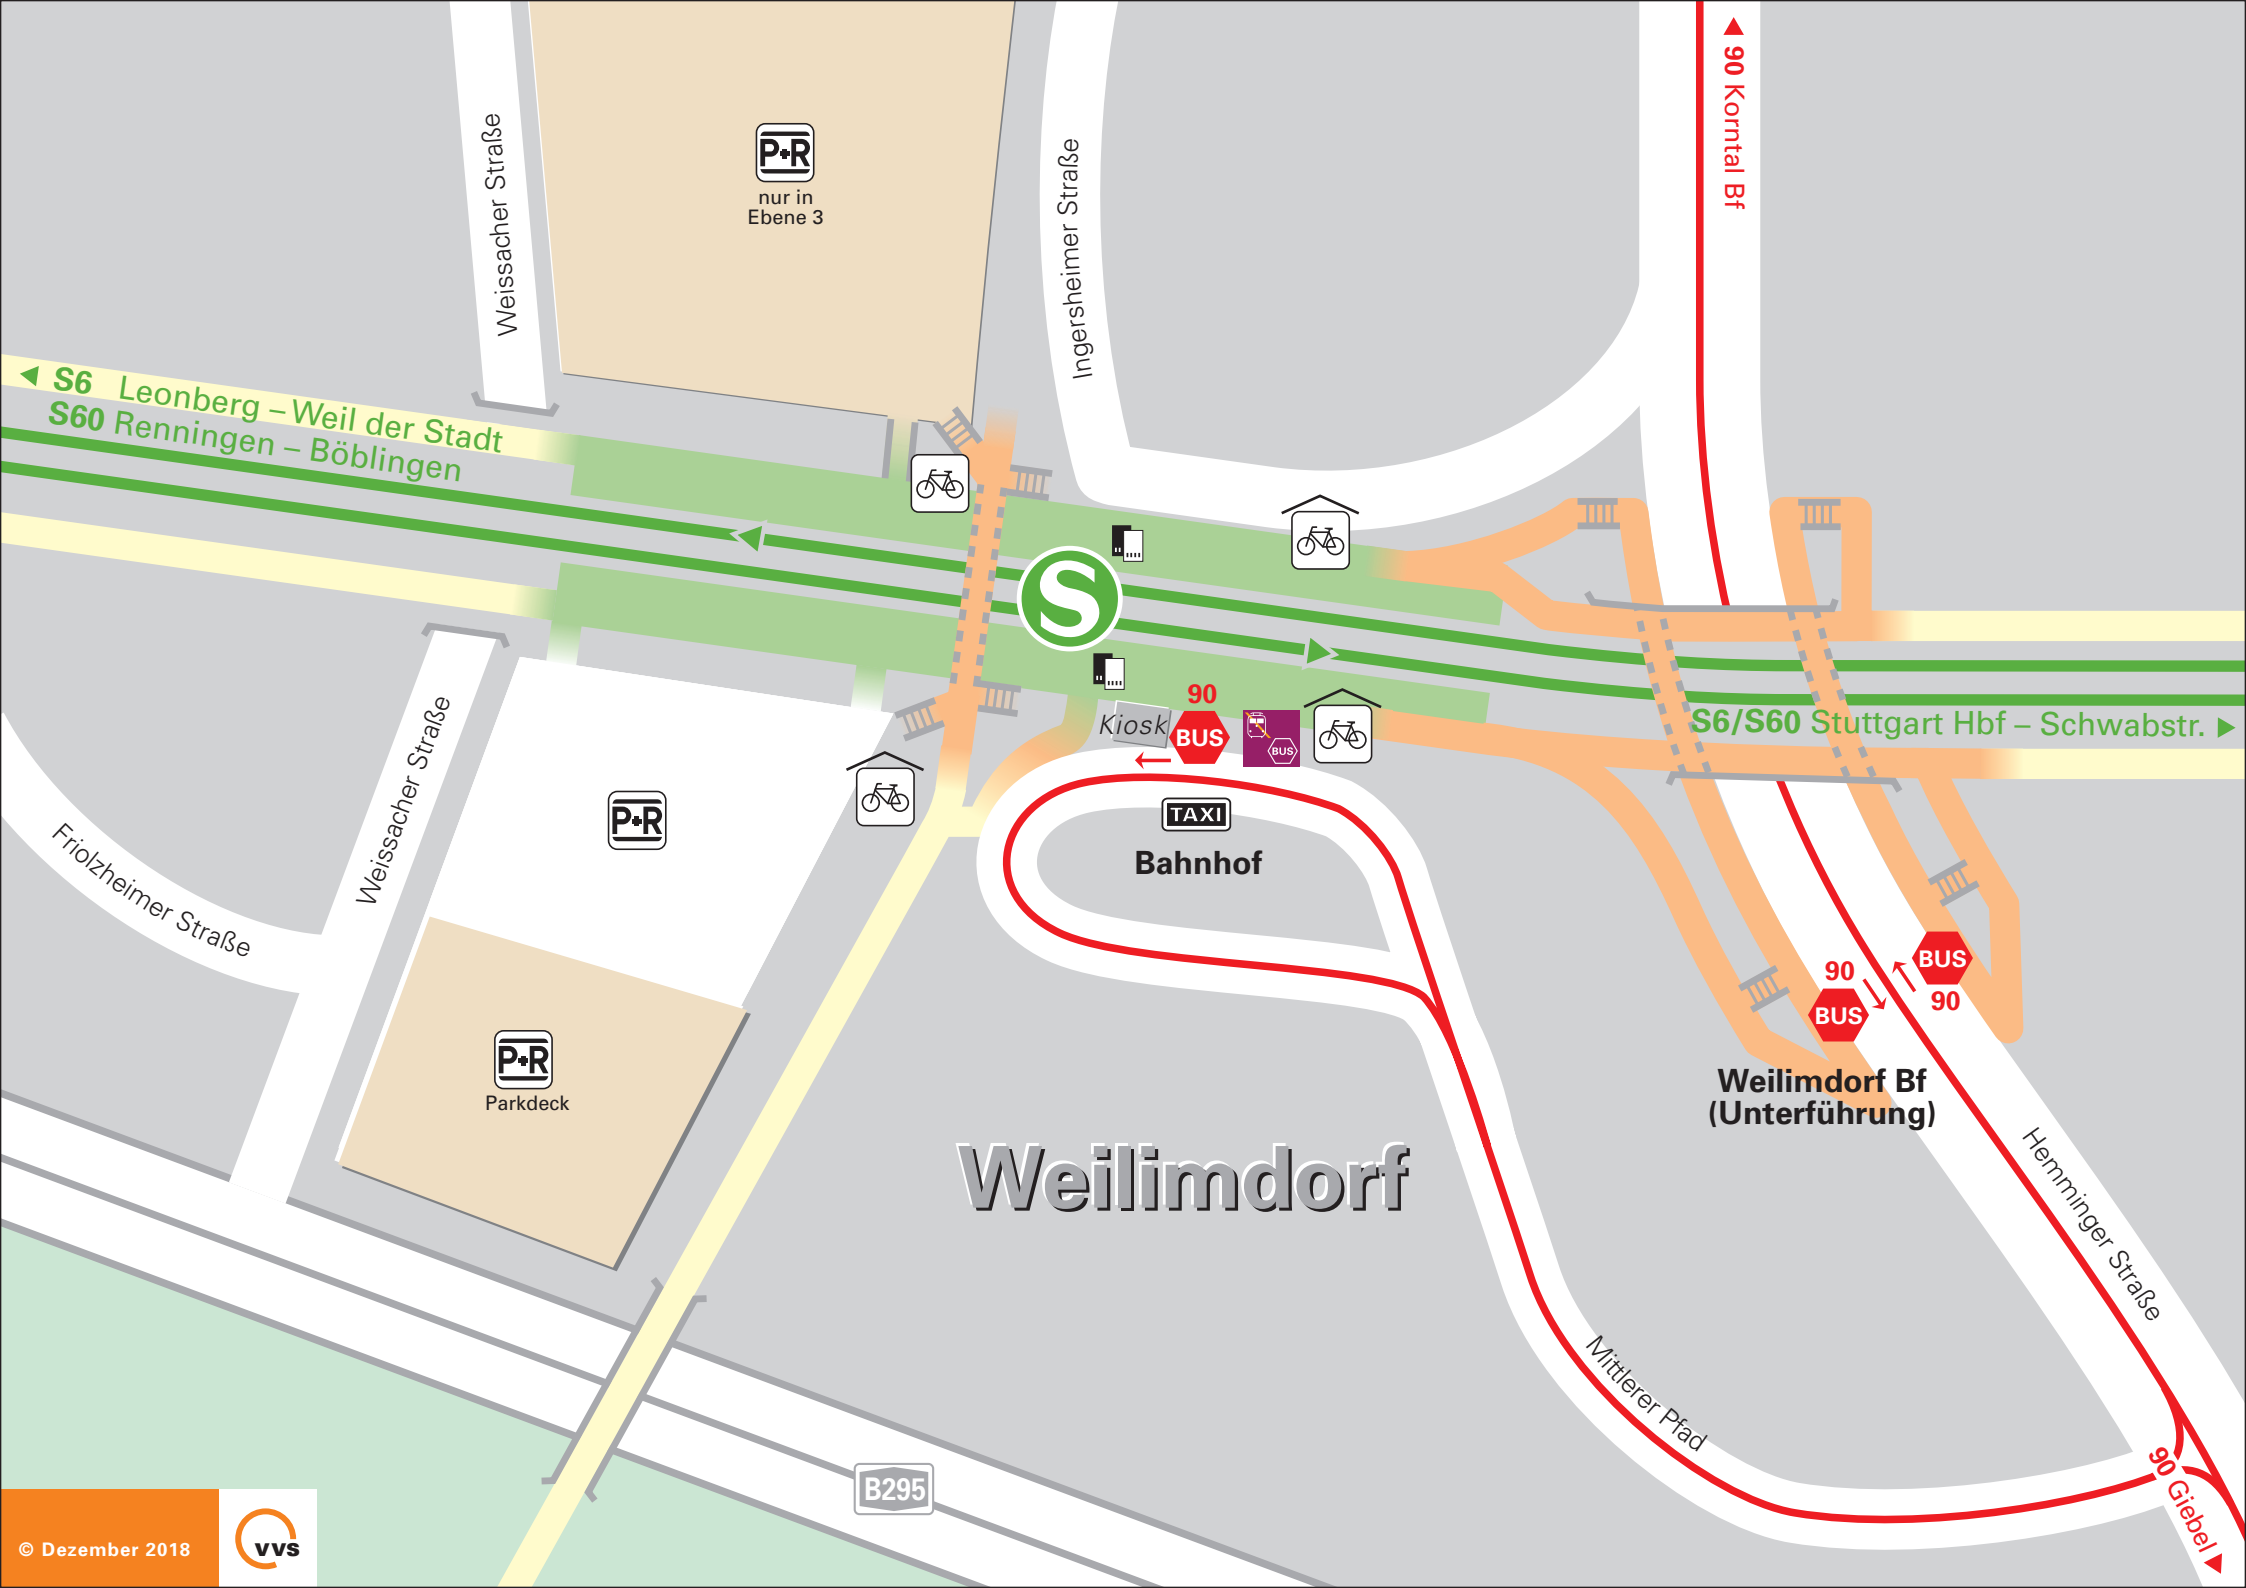 90 Korntal Bf
Weissacher Straße
P+R
nur in
Ebene 3
Ingersheimer Straße
S6 Leonberg – Weil der Stadt
S60 Renningen – Böblingen
S
90
Kiosk
BUS
BUS
S6/S60 Stuttgart Hbf – Schwabstr.
TAXI
Bahnhof
Weissacher Straße
Friolzheimer Straße
P+R
P+R
Parkdeck
90
BUS
BUS
90
Weilimdorf Bf
(Unterführung)
Weilimdorf
Hemminger Straße
Mittlerer Pfad
90 Giebel
B295
© Dezember 2018
vvs